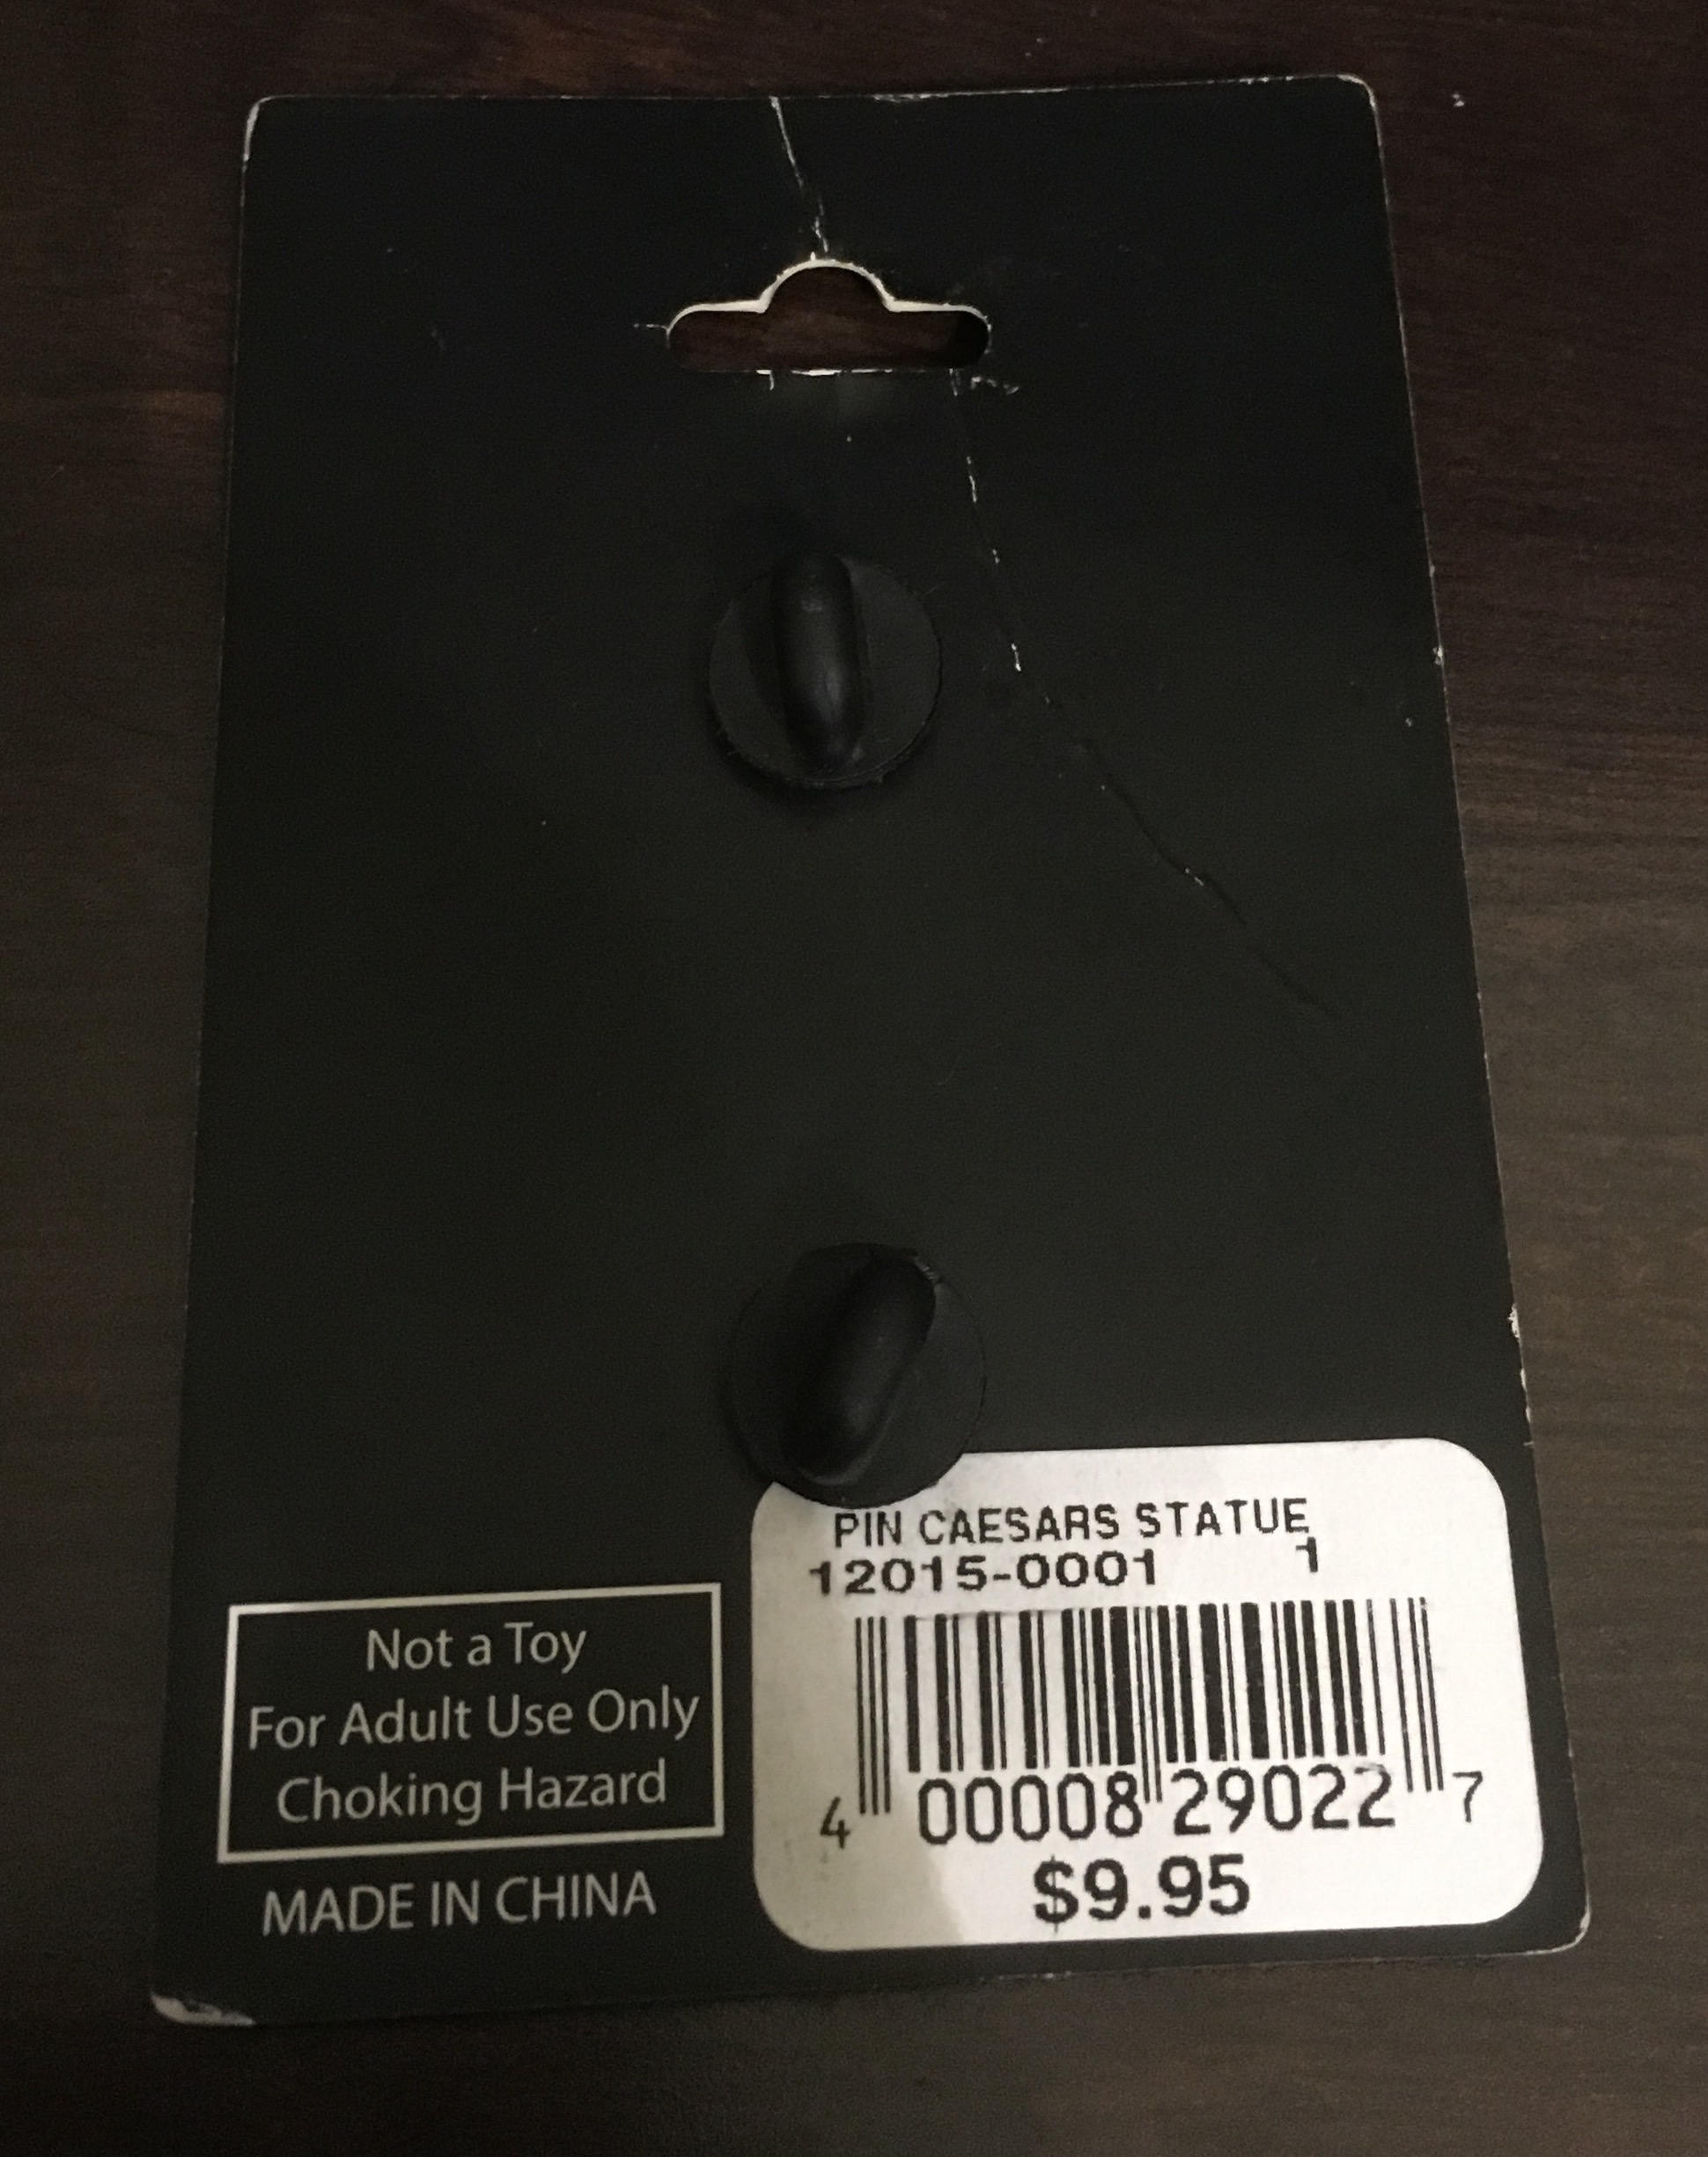 PIN CAESARS STATUE
12015-0001 1
4 00008 29022 7
$9.95
Not a Toy
For Adult Use Only
Choking Hazard
MADE IN CHINA